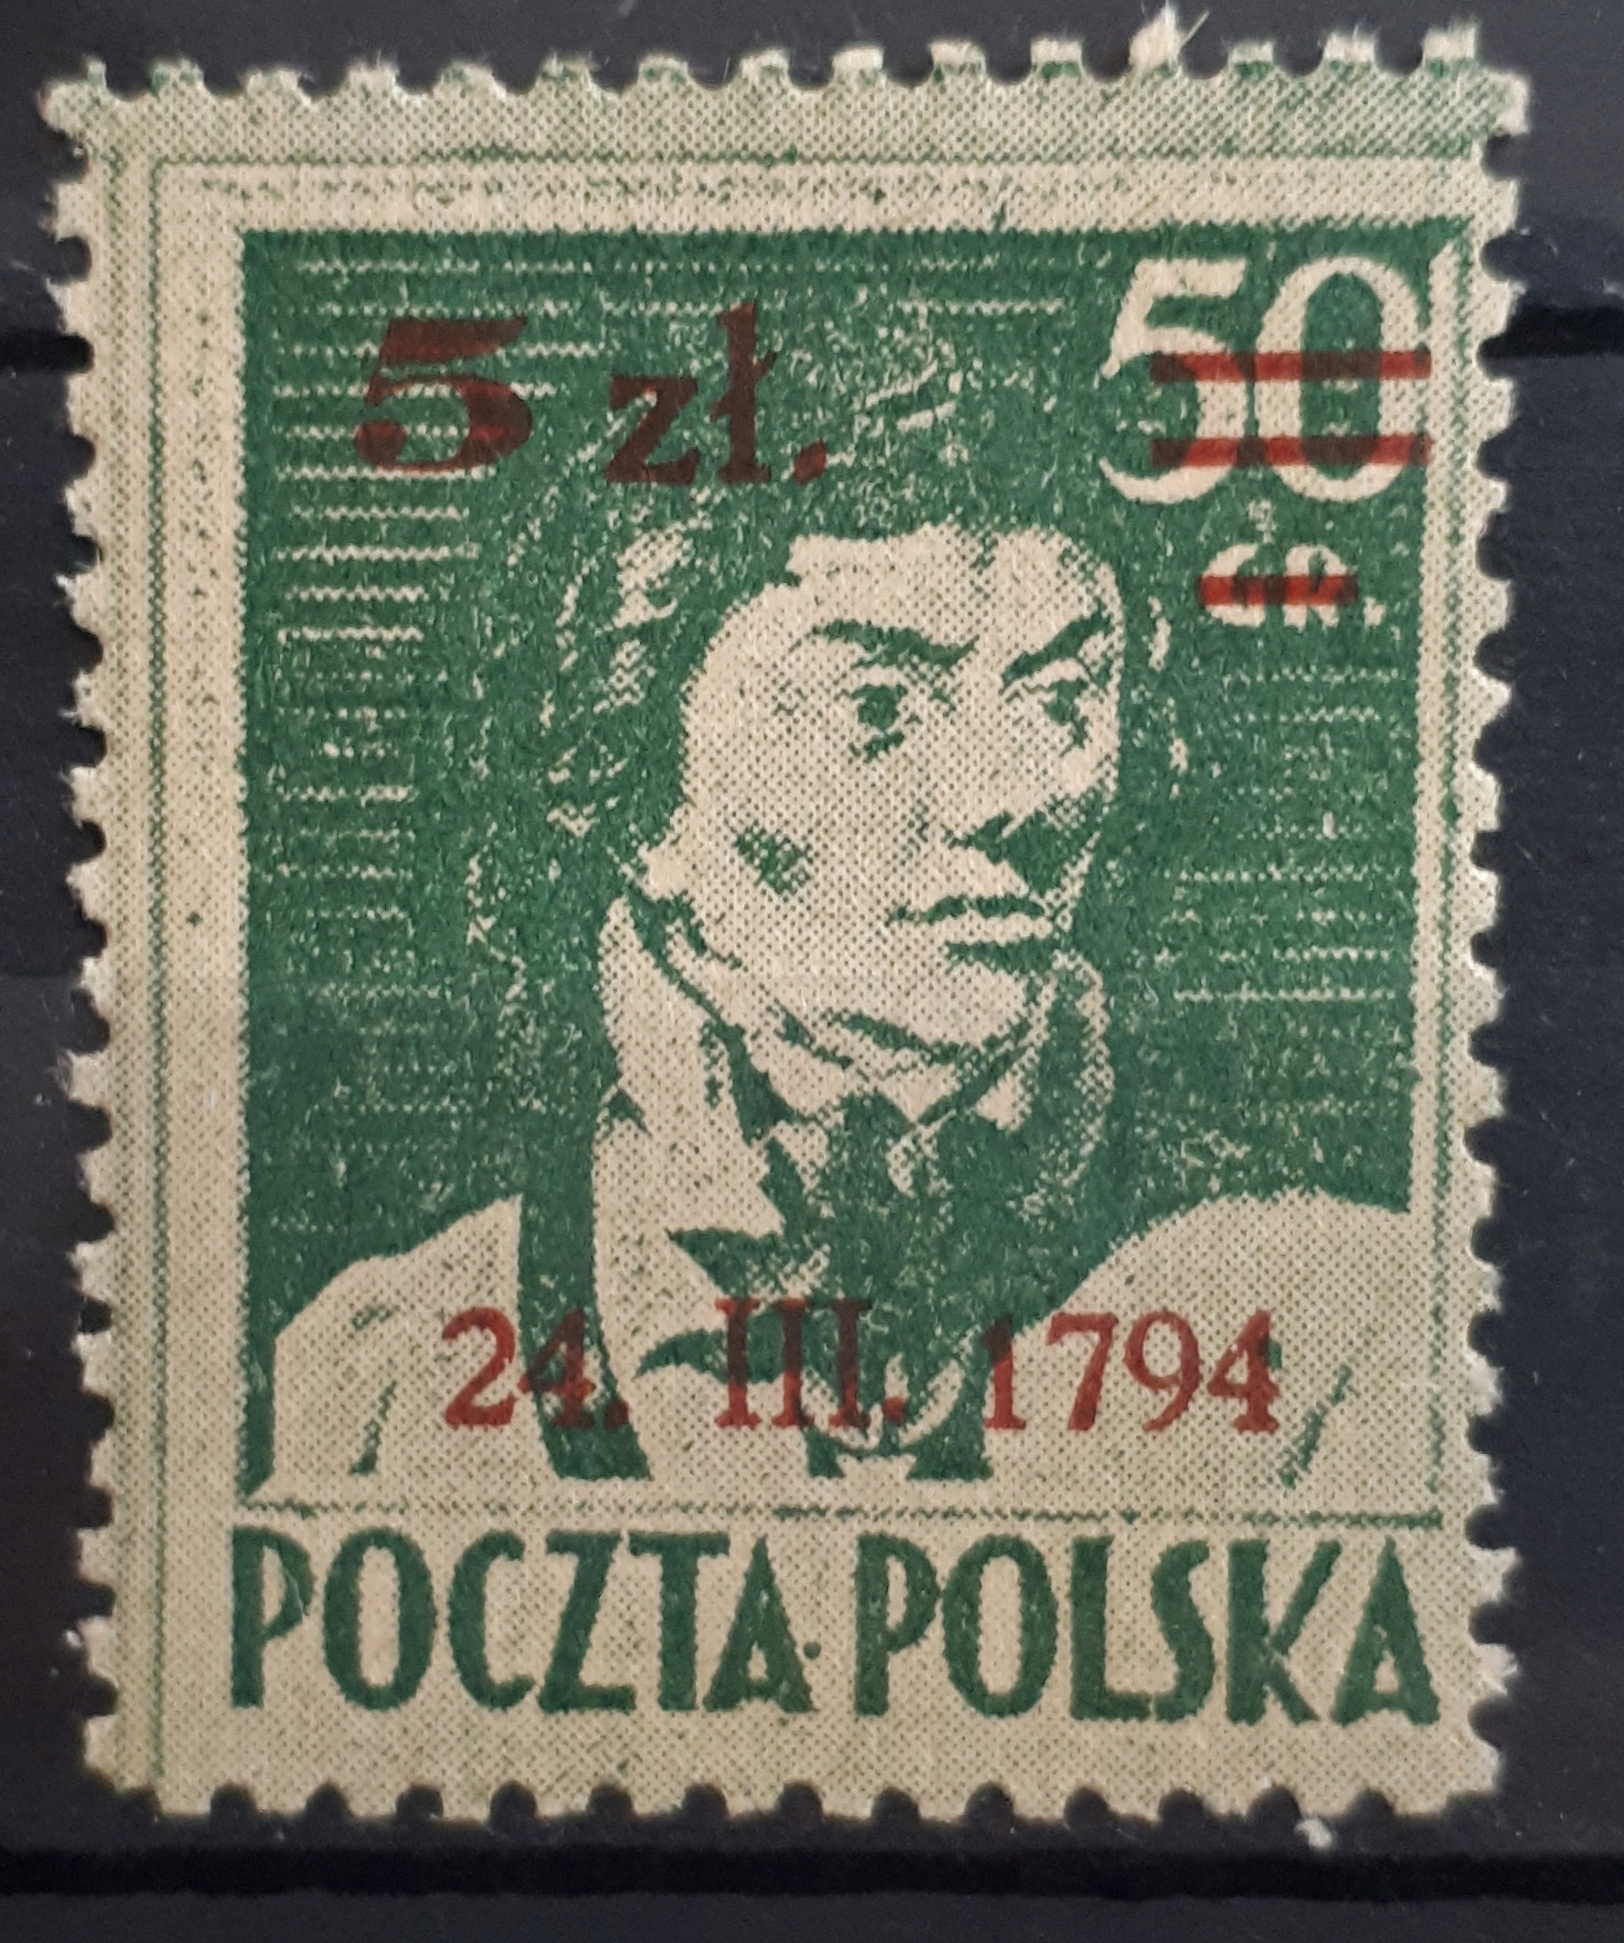 5 zł. 50
GR.
24. III. 1794
POCZTA POLSKA